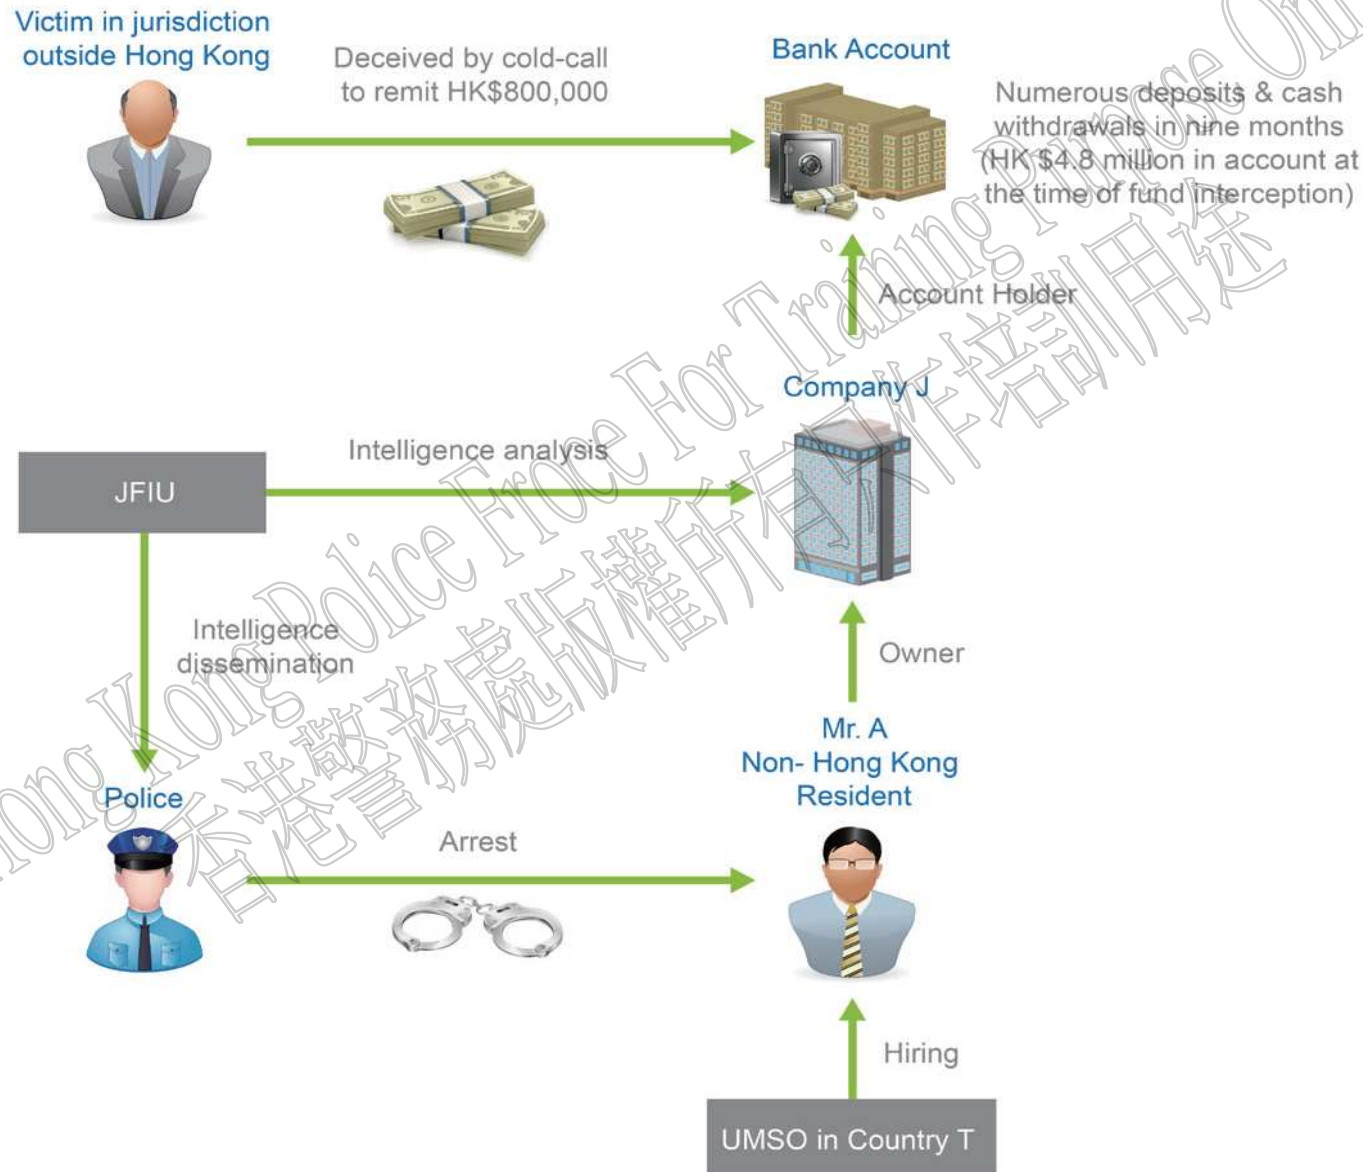 Victim in jurisdiction
outside Hong Kong
Deceived by cold-call
to remit HK$800,000
Bank Account
Numerous deposits & cash
withdrawals in nine months
(HK $4.8 million in account at
the time of fund interception)
Account Holder
Company J
Intelligence analysis
JFIU
Intelligence
dissemination
Owner
Mr. A
Non- Hong Kong
Resident
Police
Arrest
Hiring
UMSO in Country T
Hong Kong Police Froce For Training Purpose Onl
香港警務處版權所有只作培訓用途